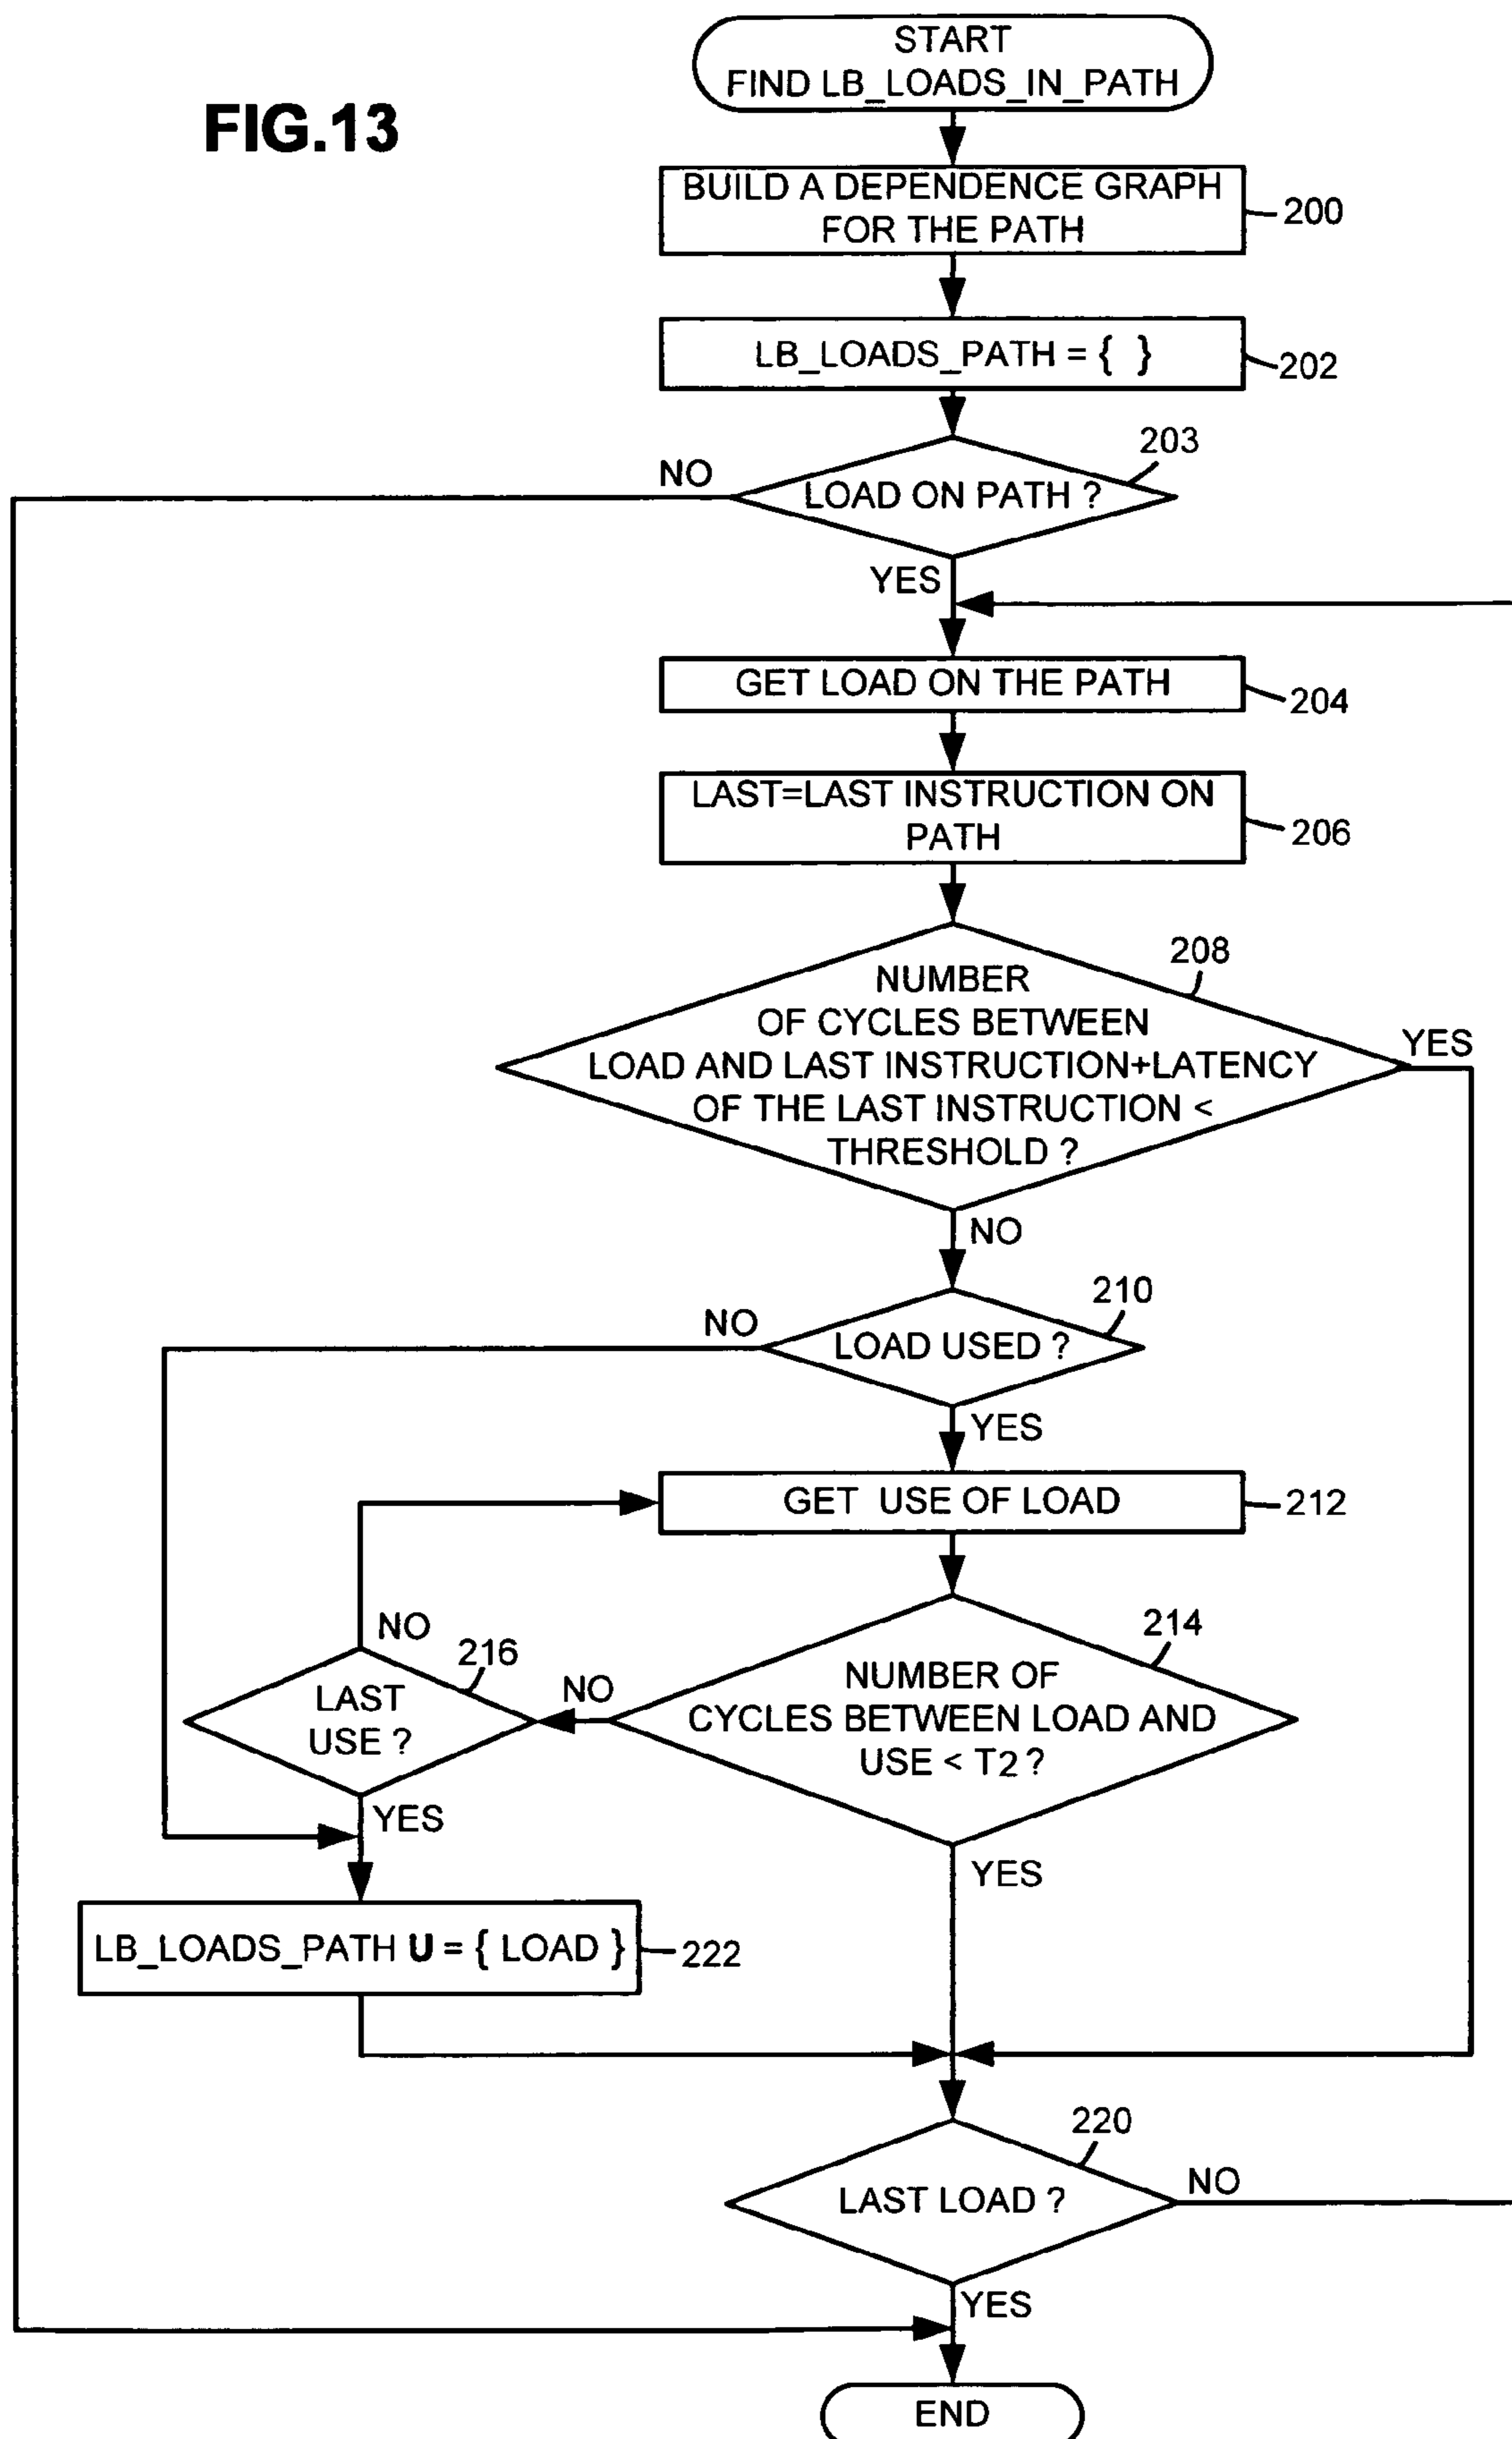 FIG.13
START
FIND LB_LOADS_IN_PATH
BUILD A DEPENDENCE GRAPH
FOR THE PATH
200
LB_LOADS_PATH = { }
202
203
NO
LOAD ON PATH ?
YES
GET LOAD ON THE PATH
204
LAST=LAST INSTRUCTION ON
PATH
206
208
NUMBER
OF CYCLES BETWEEN
LOAD AND LAST INSTRUCTION+LATENCY
OF THE LAST INSTRUCTION <
THRESHOLD ?
YES
NO
210
NO
LOAD USED ?
YES
GET USE OF LOAD
212
214
NUMBER OF
CYCLES BETWEEN LOAD AND
USE < T2 ?
NO
216
NO
LAST
USE ?
YES
YES
LB_LOADS_PATH U = { LOAD }
222
220
LAST LOAD ?
NO
YES
END